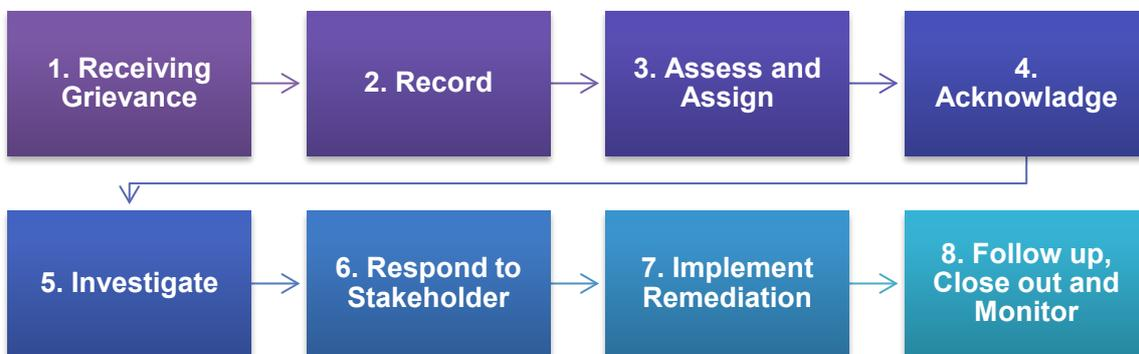 1. Receiving
Grievance
2. Record
3. Assess and
Assign
4.
Acknowladge
5. Investigate
6. Respond to
Stakeholder
7. Implement
Remediation
8. Follow up,
Close out and
Monitor